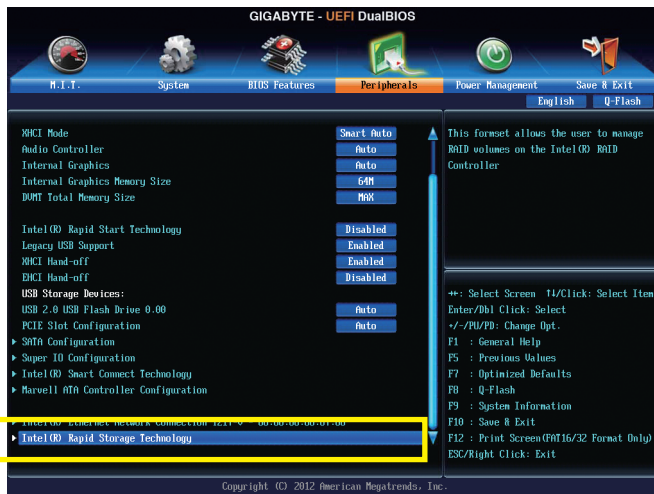 GIGABYTE - UEFI DualBIOS
M.I.T. System BIOS Features Peripherals Power Management Save & Exit
English Q-Flash
XHCI Mode Smart Auto
Audio Controller Auto
Internal Graphics Auto
Internal Graphics Memory Size 64M
DVMT Total Memory Size MAX
Intel(R) Rapid Start Technology Disabled
Legacy USB Support Enabled
XHCI Hand-off Enabled
EHCI Hand-off Disabled
USB Storage Devices:
USB 2.0 USB Flash Drive 0.00 Auto
PCIE Slot Configuration Auto
SATA Configuration
Super IO Configuration
Intel(R) Smart Connect Technology
Marvell ATA Controller Configuration
Intel(R) Ethernet Network Connection
Intel(R) Rapid Storage Technology
This formset allows the user to manage
RAID volumes on the Intel(R) RAID
Controller
↔: Select Screen ↑↓/Click: Select Item
Enter/Dbl Click: Select
+/-/PU/PD: Change Opt.
F1 : General Help
F5 : Previous Values
F7 : Optimized Defaults
F8 : Q-Flash
F9 : System Information
F10 : Save & Exit
F12 : Print Screen(FAT16/32 Format Only)
ESC/Right Click: Exit
Copyright (C) 2012 American Megatrends, Inc.